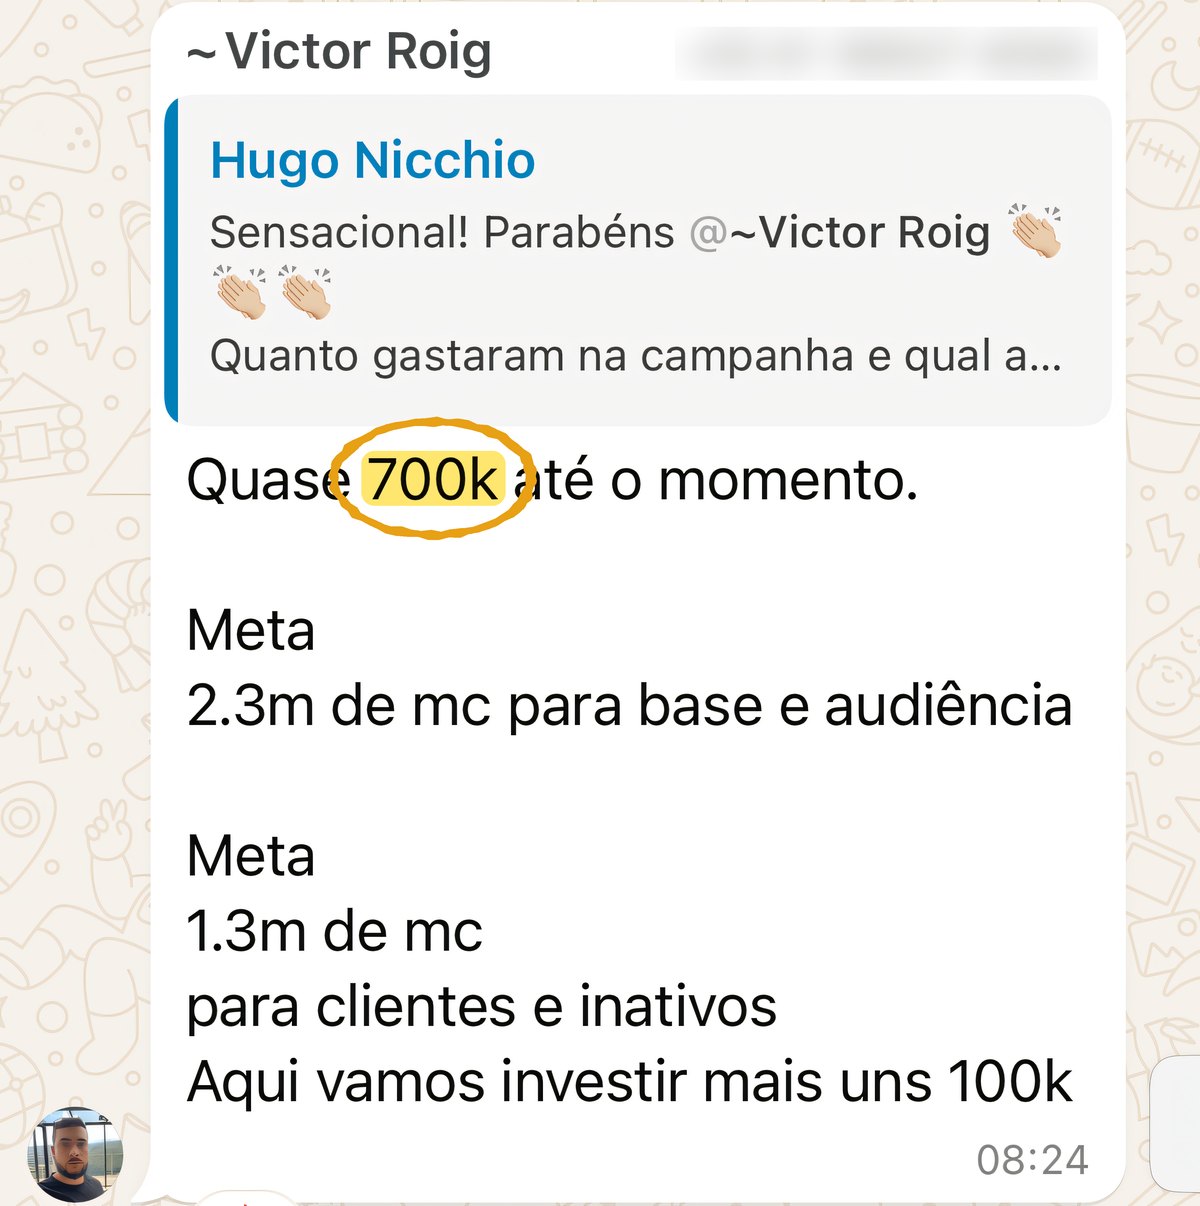 ~Victor Roig
Hugo Nicchio
Sensacional! Parabéns @~Victor Roig 👏🏼
👏🏼👏🏼
Quanto gastaram na campanha e qual a...
Quase 700k até o momento.
Meta
2.3m de mc para base e audiência
Meta
1.3m de mc
para clientes e inativos
Aqui vamos investir mais uns 100k
08:24